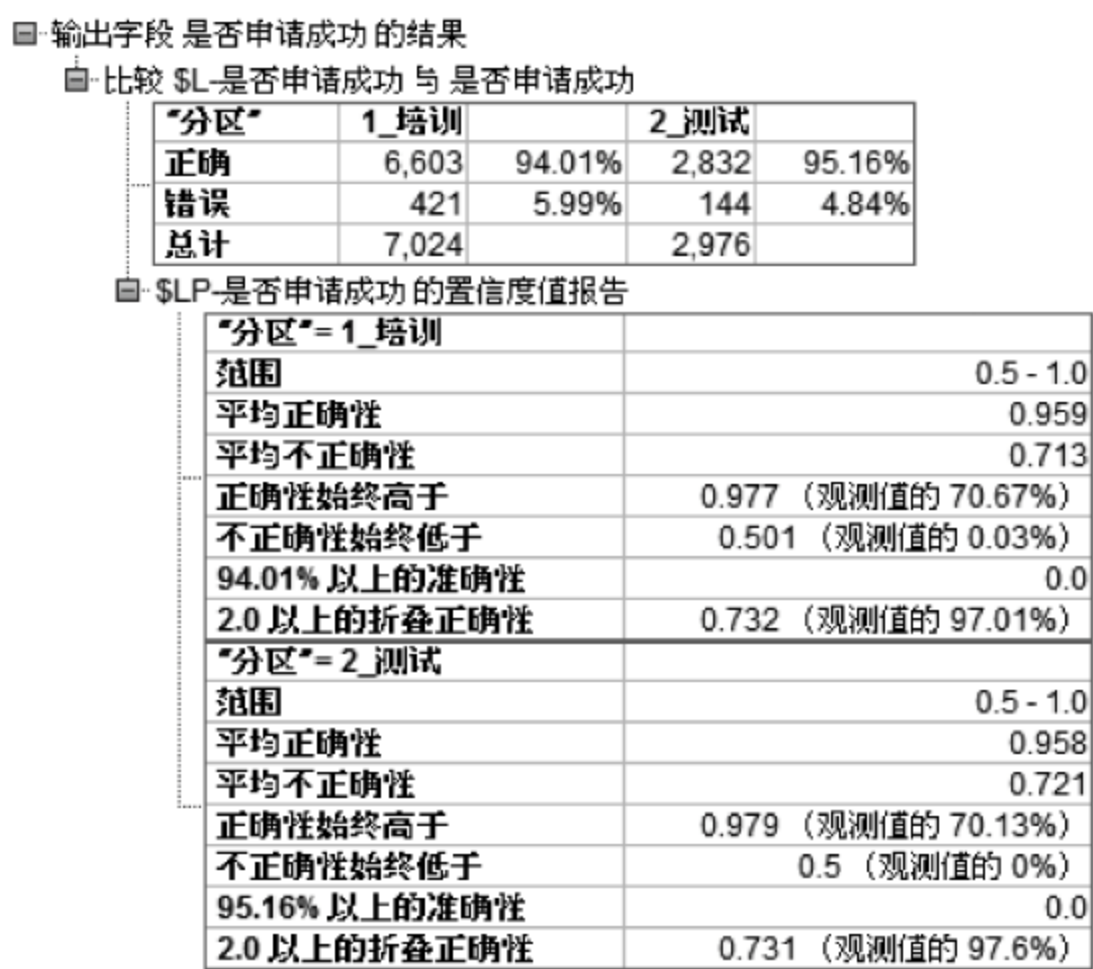 输出字段 是否申请成功 的结果
比较 $L-是否申请成功 与 是否申请成功
"分区" 1_培训 2_测试
正确 6,603 94.01% 2,832 95.16%
错误 421 5.99% 144 4.84%
总计 7,024 2,976
$LP-是否申请成功 的置信度值报告
"分区"= 1_培训
范围 0.5 - 1.0
平均正确性 0.959
平均不正确性 0.713
正确性始终高于 0.977 （观测值的 70.67%）
不正确性始终低于 0.501 （观测值的 0.03%）
94.01% 以上的准确性 0.0
2.0 以上的折叠正确性 0.732 （观测值的 97.01%）
"分区"= 2_测试
范围 0.5 - 1.0
平均正确性 0.958
平均不正确性 0.721
正确性始终高于 0.979 （观测值的 70.13%）
不正确性始终低于 0.5 （观测值的 0%）
95.16% 以上的准确性 0.0
2.0 以上的折叠正确性 0.731 （观测值的 97.6%）